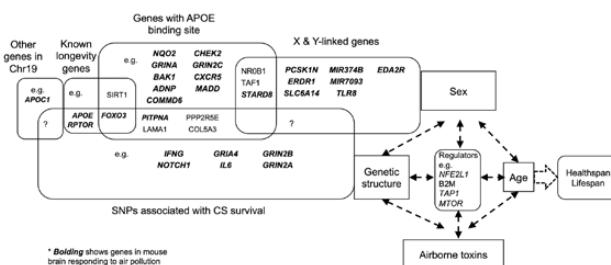 Genes with APOE
binding site
X & Y-linked genes
Other
genes in
Chr19
Known
longevity
genes
e.g.
APOC1
?
e.g.
APOE
RPTOR
SIRT1
FOXO3
e.g.
NQO2 CHEK2
GRINA GRIN2C
BAK1 CXCR5
ADNP MADD
COMMD6
NR0B1
TAF1
STARD8
PCSK1N MIR374B EDA2R
ERDR1 MIR7093
SLC6A14 TLR8
PITPNA PPP2R5E
LAMA1 COL5A3
?
e.g. IFNG GRIA4 GRIN2B
NOTCH1 IL6 GRIN2A
SNPs associated with CS survival
Sex
Genetic
structure
Regulators
e.g.
NFE2L1
B2M
TAP1
MTOR
Age
Healthspan
Lifespan
Airborne toxins
* Bolding shows genes in mouse
brain responding to air pollution